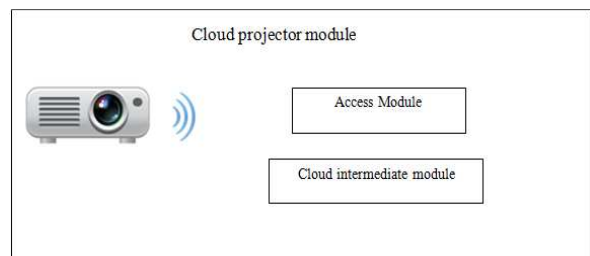 Cloud projector module
Access Module
Cloud intermediate module